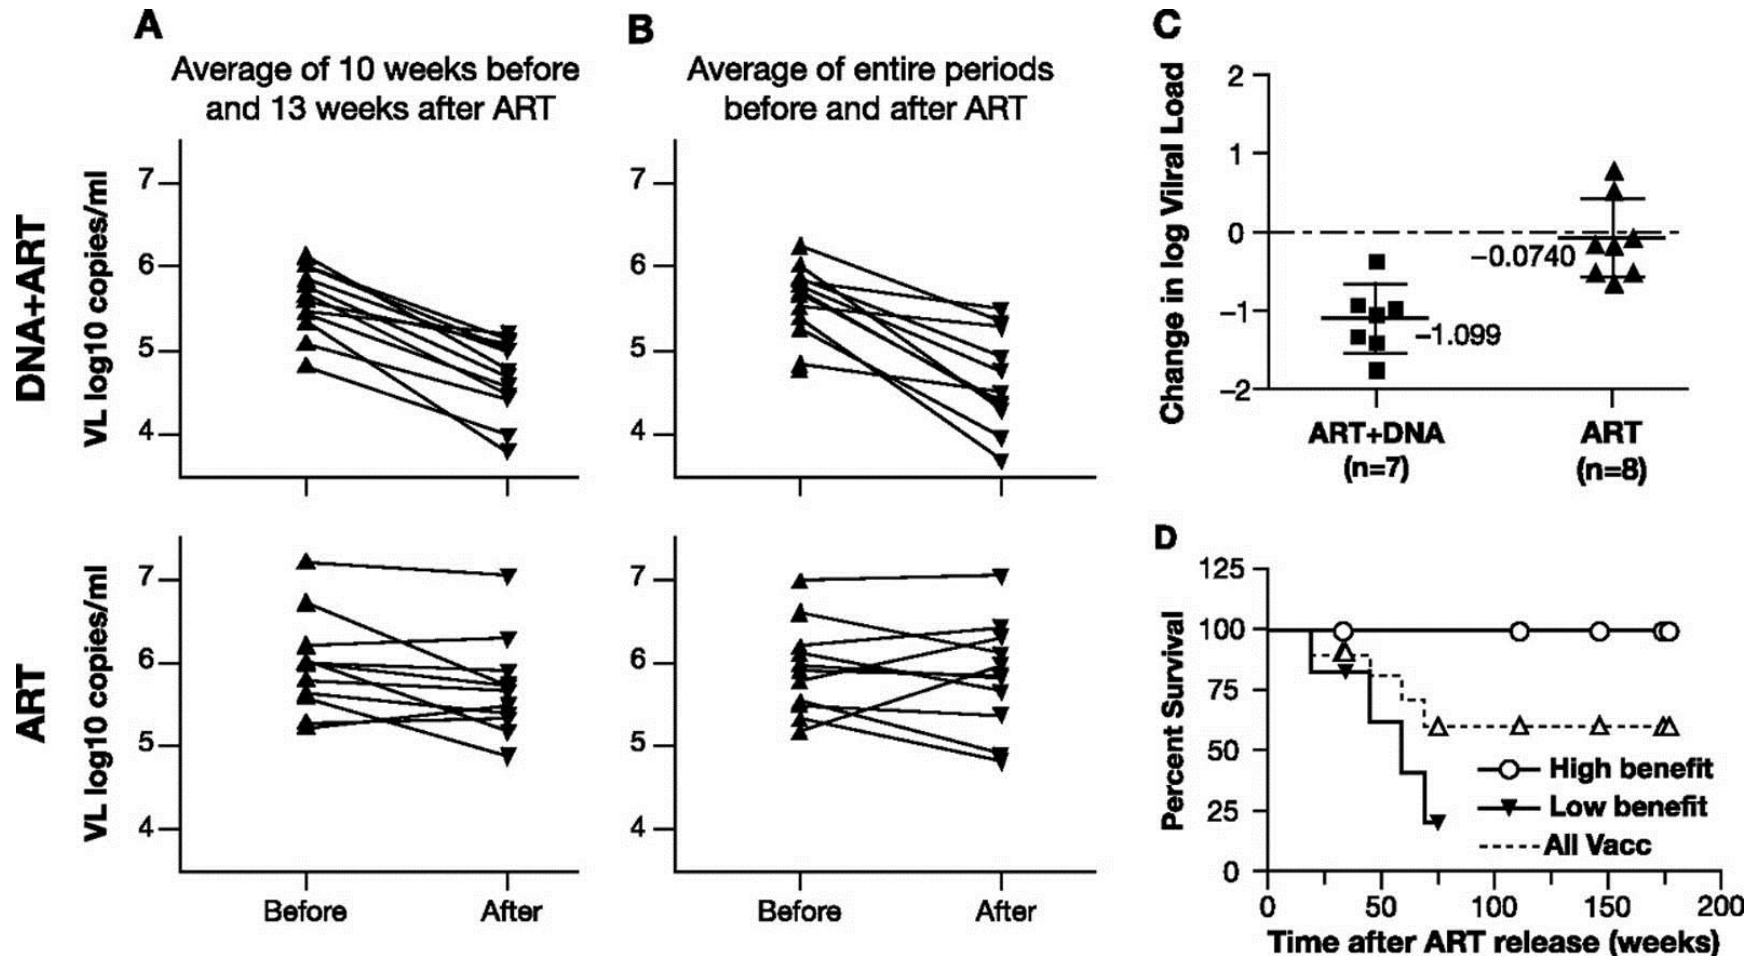 A
Average of 10 weeks before
and 13 weeks after ART
B
Average of entire periods
before and after ART
DNA+ART
VL log10 copies/ml
7
6
5
4
7
6
5
4
ART
VL log10 copies/ml
7
6
5
4
Before
After
7
6
5
4
Before
After
C
Change in log Vilral Load
2
1
0
−1
−2
−0.0740
−1.099
ART+DNA
(n=7)
ART
(n=8)
D
Percent Survival
125
100
75
50
25
0
High benefit
Low benefit
All Vacc
0
50
100
150
200
Time after ART release (weeks)